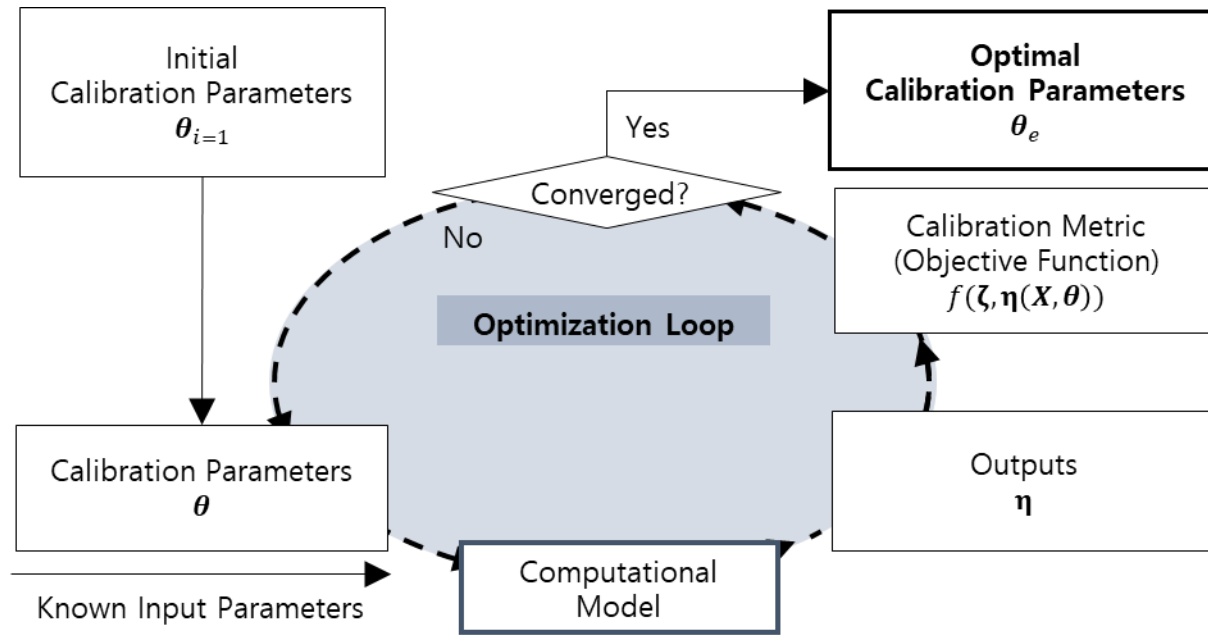 Initial
Calibration Parameters
θ_{i=1}
Optimal
Calibration Parameters
θ_e
Yes
Converged?
No
Calibration Metric
(Objective Function)
f(ζ, η(X, θ))
Optimization Loop
Calibration Parameters
θ
Outputs
η
Computational
Model
Known Input Parameters